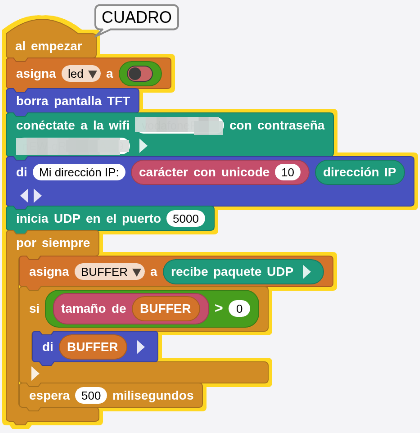 CUADRO
al empezar
asigna led ▼ a
borra pantalla TFT
conéctate a la wifi con contraseña
di Mi dirección IP: carácter con unicode 10 dirección IP
inicia UDP en el puerto 5000
por siempre
asigna BUFFER ▼ a recibe paquete UDP
si tamaño de BUFFER > 0
di BUFFER
espera 500 milisegundos